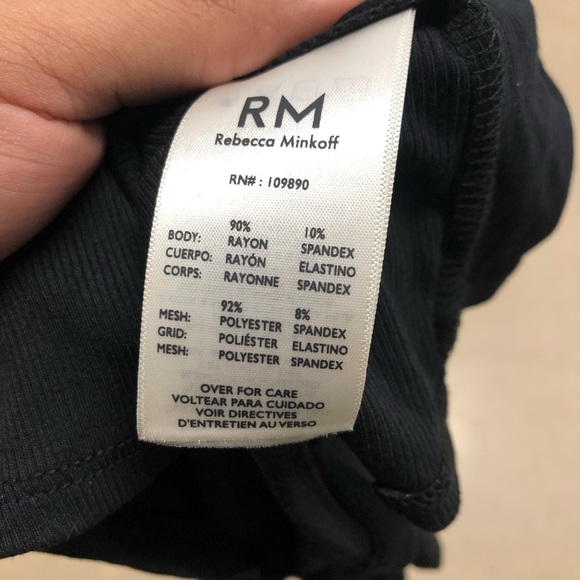 RM
Rebecca Minkoff
RN# : 109890
90% 10%
BODY: RAYON SPANDEX
CUERPO: RAYÓN ELASTINO
CORPS: RAYONNE SPANDEX
92% 8%
MESH: POLYESTER SPANDEX
GRID: POLIÉSTER ELASTINO
MESH: POLYESTER SPANDEX
OVER FOR CARE
VOLTEAR PARA CUIDADO
VOIR DIRECTIVES
D'ENTRETIEN AU VERSO